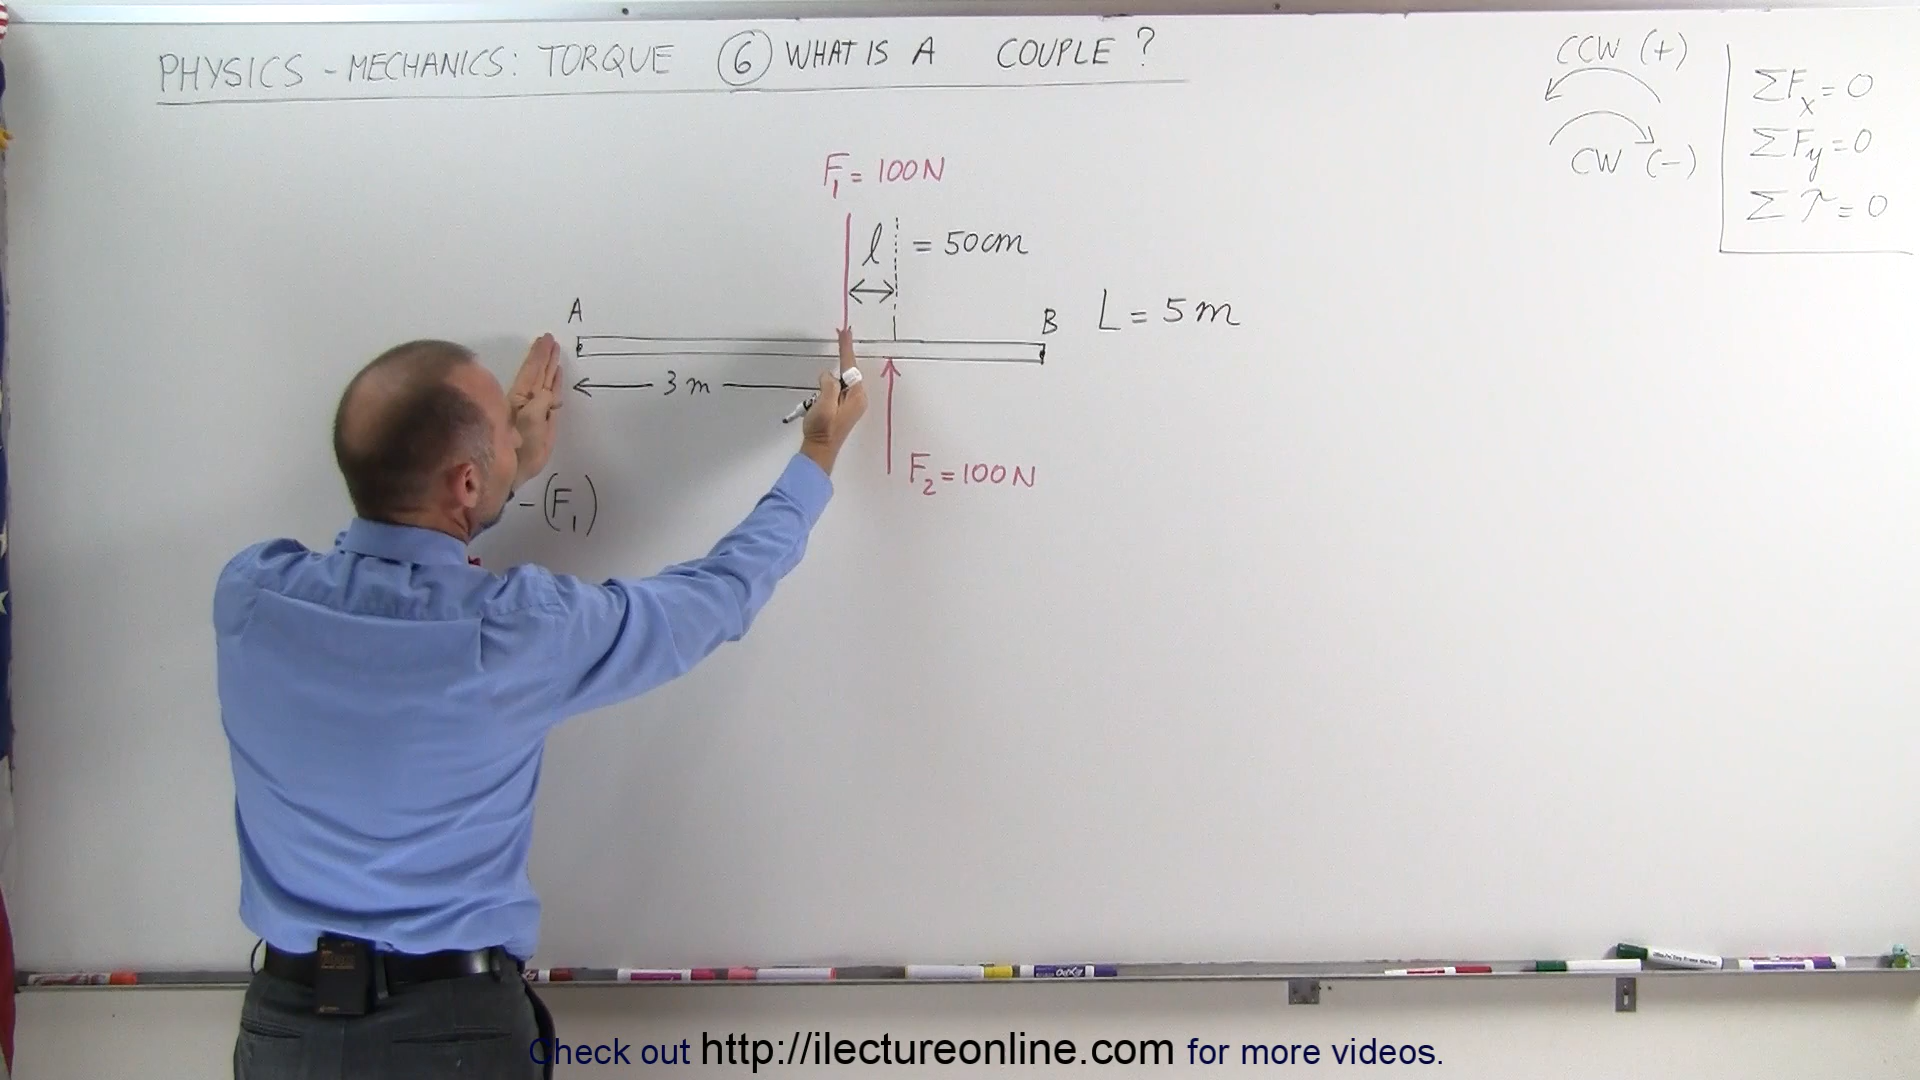 PHYSICS - MECHANICS: TORQUE ⑥ WHAT IS A COUPLE?
CCW (+)
CW (-)
ΣFx = 0
ΣFy = 0
Στ = 0
F₁ = 100N
l = 50cm
A
B
L = 5m
3m
F₂ = 100N
-(F₁)
Check out http://ilectureonline.com for more videos.